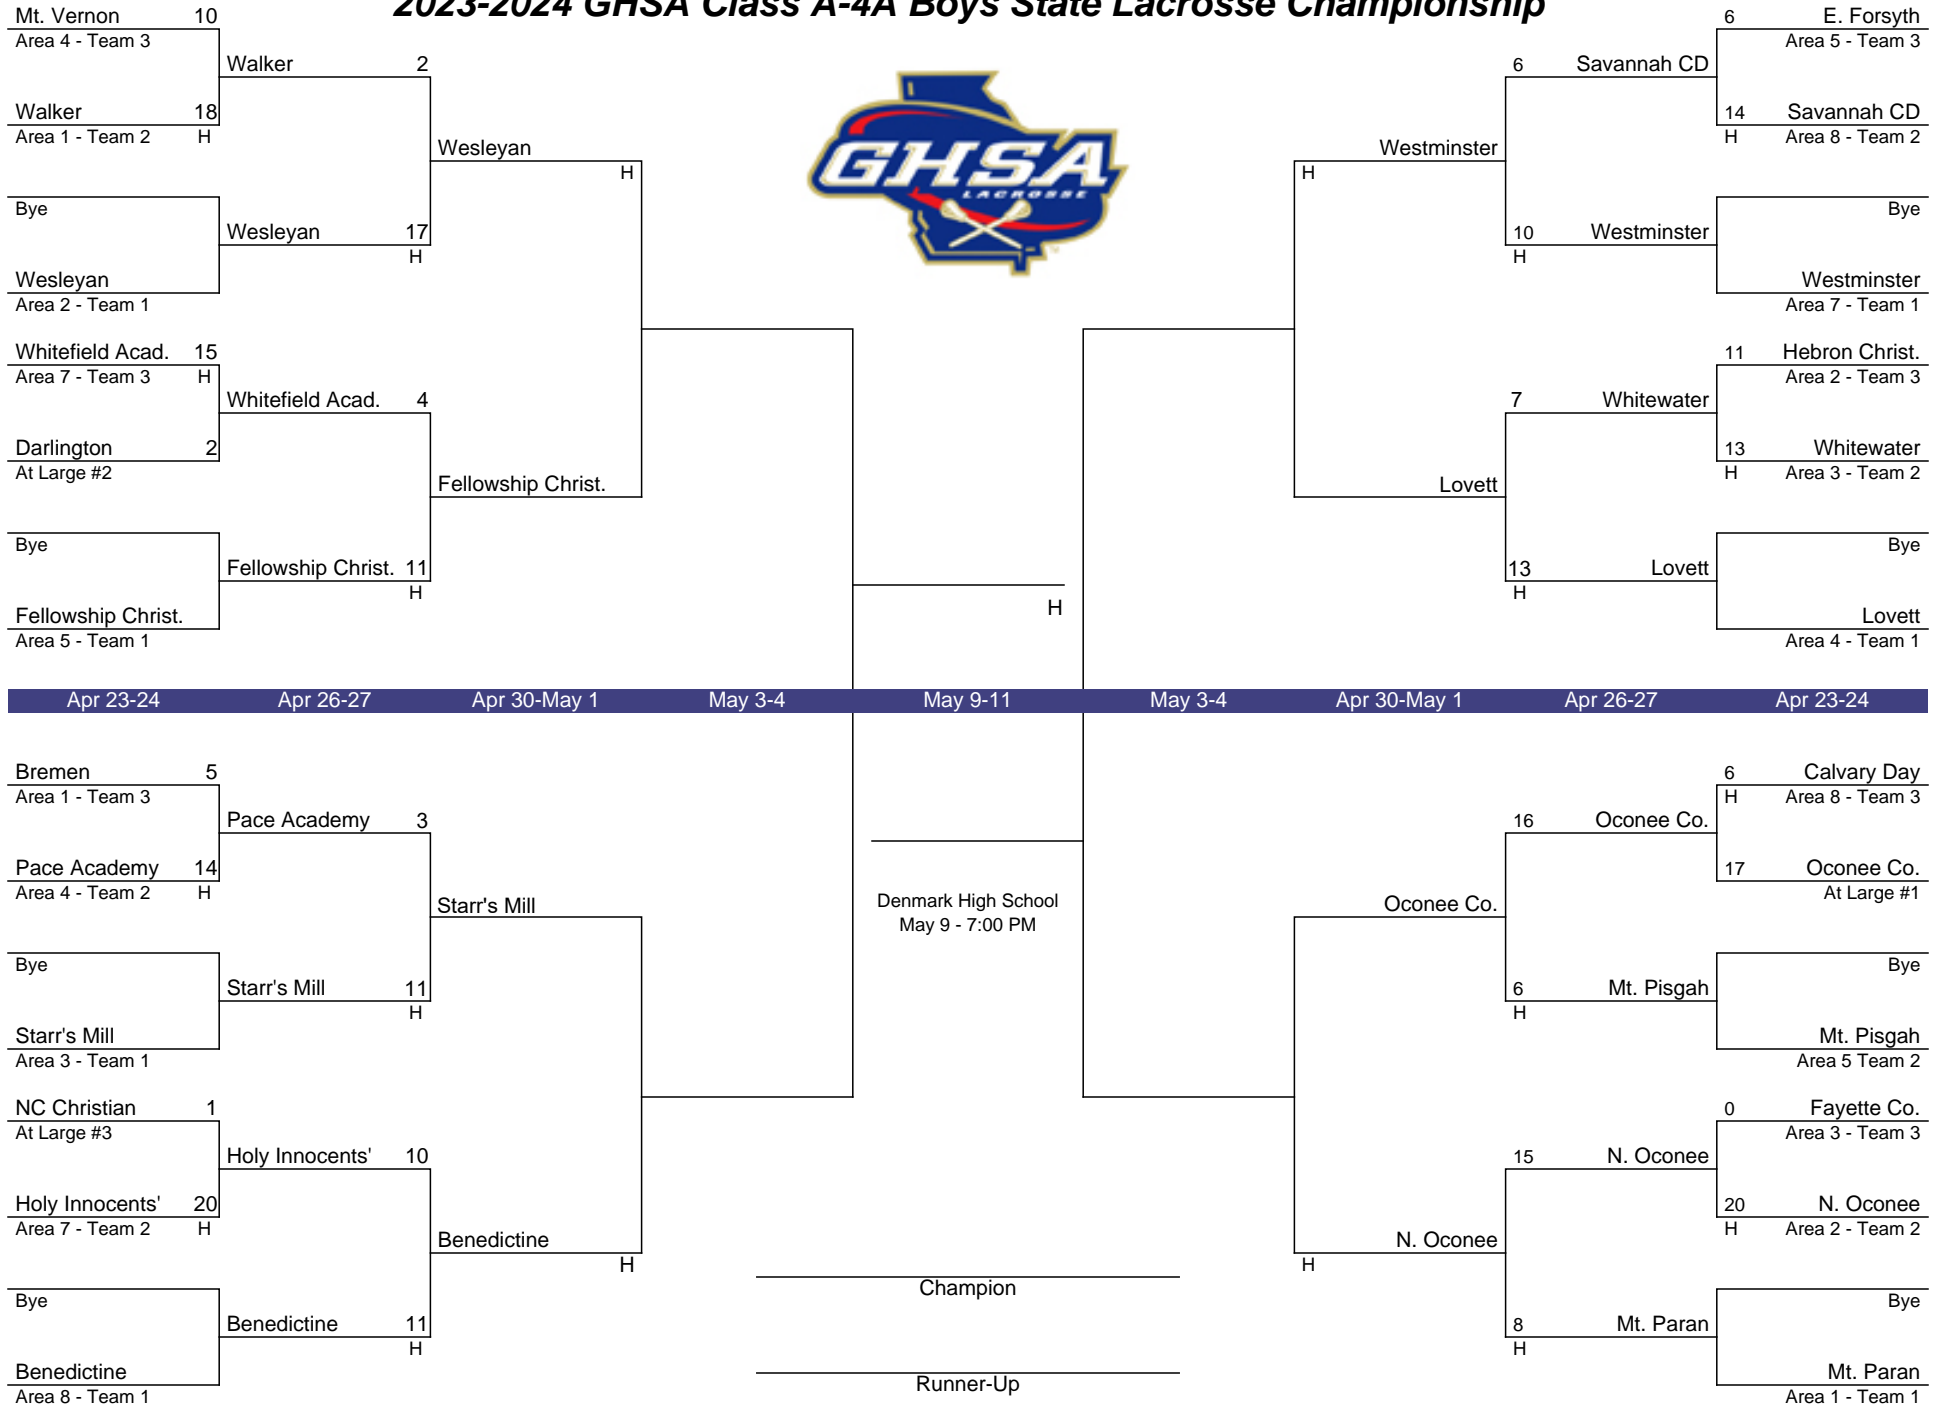 2023-2024 GHSA Class A-4A Boys State Lacrosse Championship
Mt. Vernon 10
Area 4 - Team 3
Walker 2
Walker 18
Area 1 - Team 2 H
Wesleyan
H
Bye
Wesleyan 17
H
Wesleyan
Area 2 - Team 1
Whitefield Acad. 15
Area 7 - Team 3 H
Whitefield Acad. 4
Darlington 2
At Large #2
Fellowship Christ.
Bye
Fellowship Christ. 11
H
Fellowship Christ.
Area 5 - Team 1
GHSA
LACROSSE
H
6 E. Forsyth
Area 5 - Team 3
6 Savannah CD
14 Savannah CD
H Area 8 - Team 2
Westminster
H
Bye
10 Westminster
H
Westminster
Area 7 - Team 1
11 Hebron Christ.
Area 2 - Team 3
7 Whitewater
13 Whitewater
H Area 3 - Team 2
Lovett
Bye
13 Lovett
H
Lovett
Area 4 - Team 1
Apr 23-24 Apr 26-27 Apr 30-May 1 May 3-4 May 9-11 May 3-4 Apr 30-May 1 Apr 26-27 Apr 23-24
Bremen 5
Area 1 - Team 3
Pace Academy 3
Pace Academy 14
Area 4 - Team 2 H
Starr's Mill
Bye
Starr's Mill 11
H
Starr's Mill
Area 3 - Team 1
NC Christian 1
At Large #3
Holy Innocents' 10
Holy Innocents' 20
Area 7 - Team 2 H
Benedictine
H
Bye
Benedictine 11
H
Benedictine
Area 8 - Team 1
Denmark High School
May 9 - 7:00 PM
Champion
Runner-Up
6 Calvary Day
H Area 8 - Team 3
16 Oconee Co.
17 Oconee Co.
At Large #1
Oconee Co.
Bye
6 Mt. Pisgah
H
Mt. Pisgah
Area 5 Team 2
0 Fayette Co.
Area 3 - Team 3
15 N. Oconee
20 N. Oconee
H Area 2 - Team 2
N. Oconee
H
Bye
8 Mt. Paran
H
Mt. Paran
Area 1 - Team 1